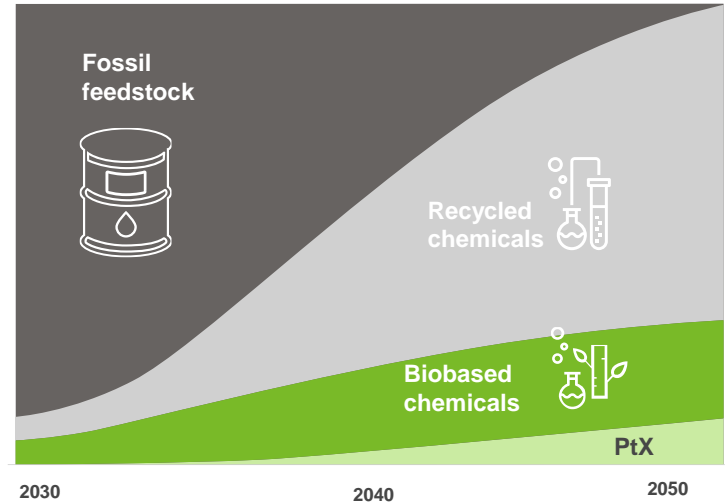 Fossil
feedstock
Recycled
chemicals
Biobased
chemicals
PtX
2030
2040
2050